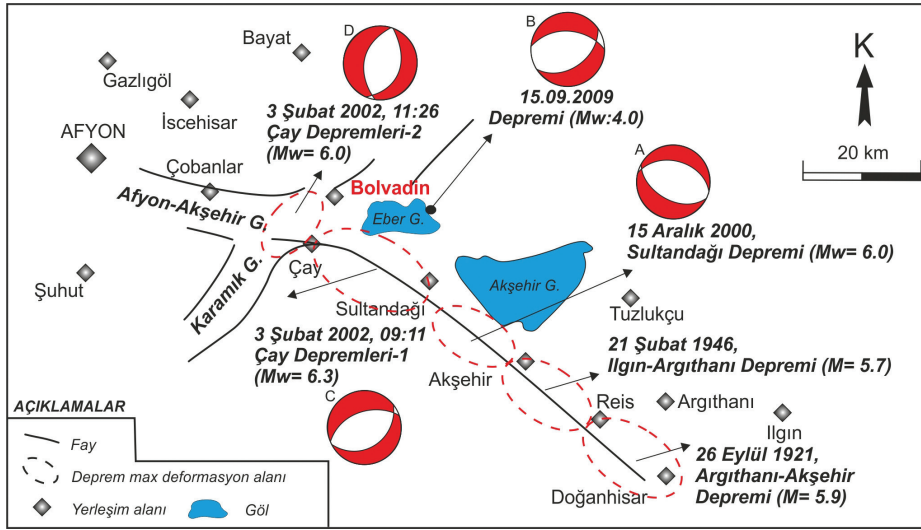 Bayat
D
B
K
Gazlıgöl
15.09.2009
Depremi (Mw:4.0)
İscehisar
3 Şubat 2002, 11:26
Çay Depremleri-2
(Mw= 6.0)
AFYON
20 km
A
Çobanlar
Bolvadin
Afyon-Akşehir G.
Eber G.
15 Aralık 2000,
Sultandağı Depremi (Mw= 6.0)
Çay
Karamık G.
Şuhut
Akşehir G.
Sultandağı
Tuzlukçu
3 Şubat 2002, 09:11
Çay Depremleri-1
(Mw= 6.3)
21 Şubat 1946,
Ilgın-Argıthanı Depremi (M= 5.7)
Akşehir
C
Reis
Argıthanı
Ilgın
26 Eylül 1921,
Argıthanı-Akşehir
Depremi (M= 5.9)
Doğanhisar
AÇIKLAMALAR
Fay
Deprem max deformasyon alanı
Yerleşim alanı
Göl